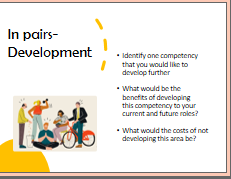 In pairs-
Development
• Identify one competency
that you would like to
develop further
• What would be the
benefits of developing
this competency to your
current and future roles?
• What would the costs of not
developing this area be?